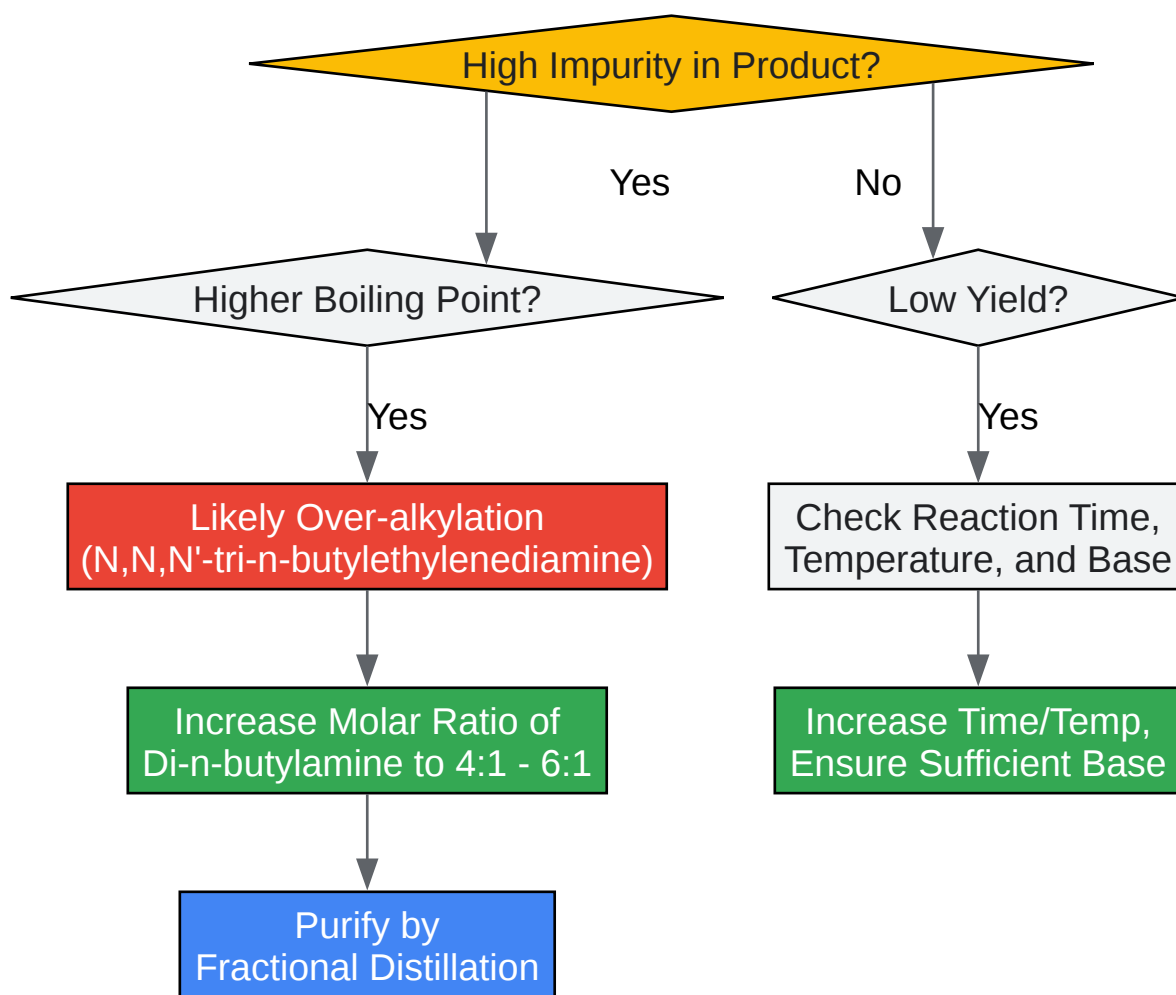 High Impurity in Product?
Yes
No
Higher Boiling Point?
Low Yield?
Yes
Yes
Likely Over-alkylation
(N,N,N'-tri-n-butylethylenediamine)
Check Reaction Time,
Temperature, and Base
Increase Molar Ratio of
Di-n-butylamine to 4:1 - 6:1
Increase Time/Temp,
Ensure Sufficient Base
Purify by
Fractional Distillation